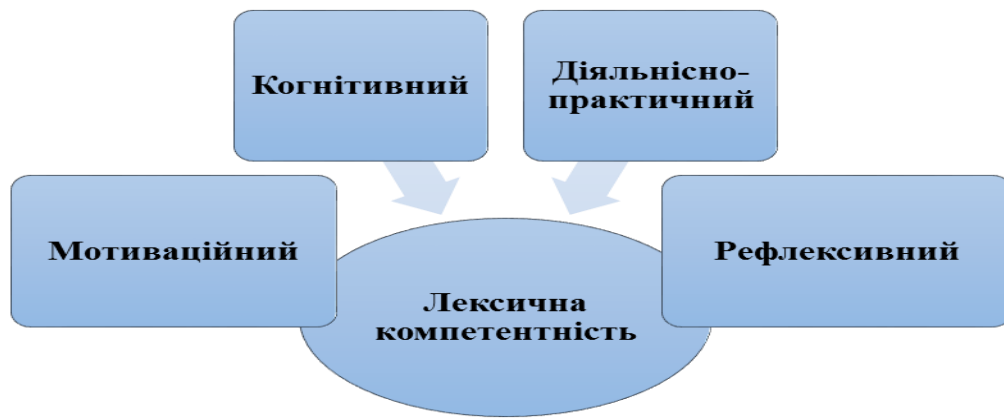 Когнітивний
Діяльнісно-
практичний
Мотиваційний
Рефлексивний
Лексична
компетентність